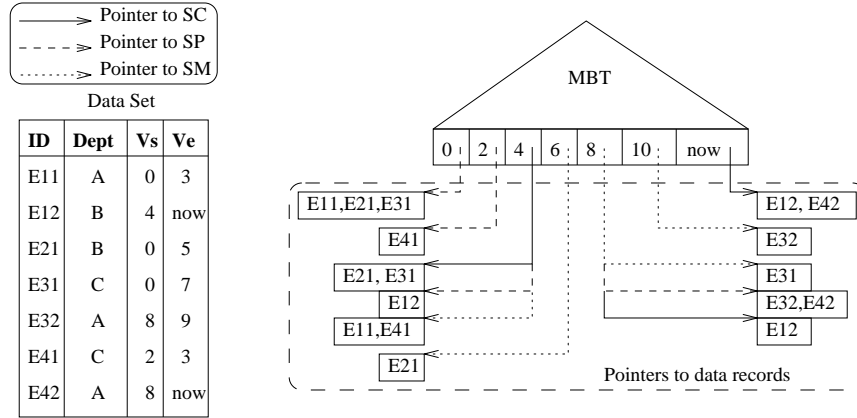 Pointer to SC
Pointer to SP
Pointer to SM
Data Set
ID Dept Vs Ve
E11 A 0 3
E12 B 4 now
E21 B 0 5
E31 C 0 7
E32 A 8 9
E41 C 2 3
E42 A 8 now
MBT
0 2 4 6 8 10 now
E11,E21,E31
E41
E21, E31
E12
E11,E41
E21
E12, E42
E32
E31
E32,E42
E12
Pointers to data records